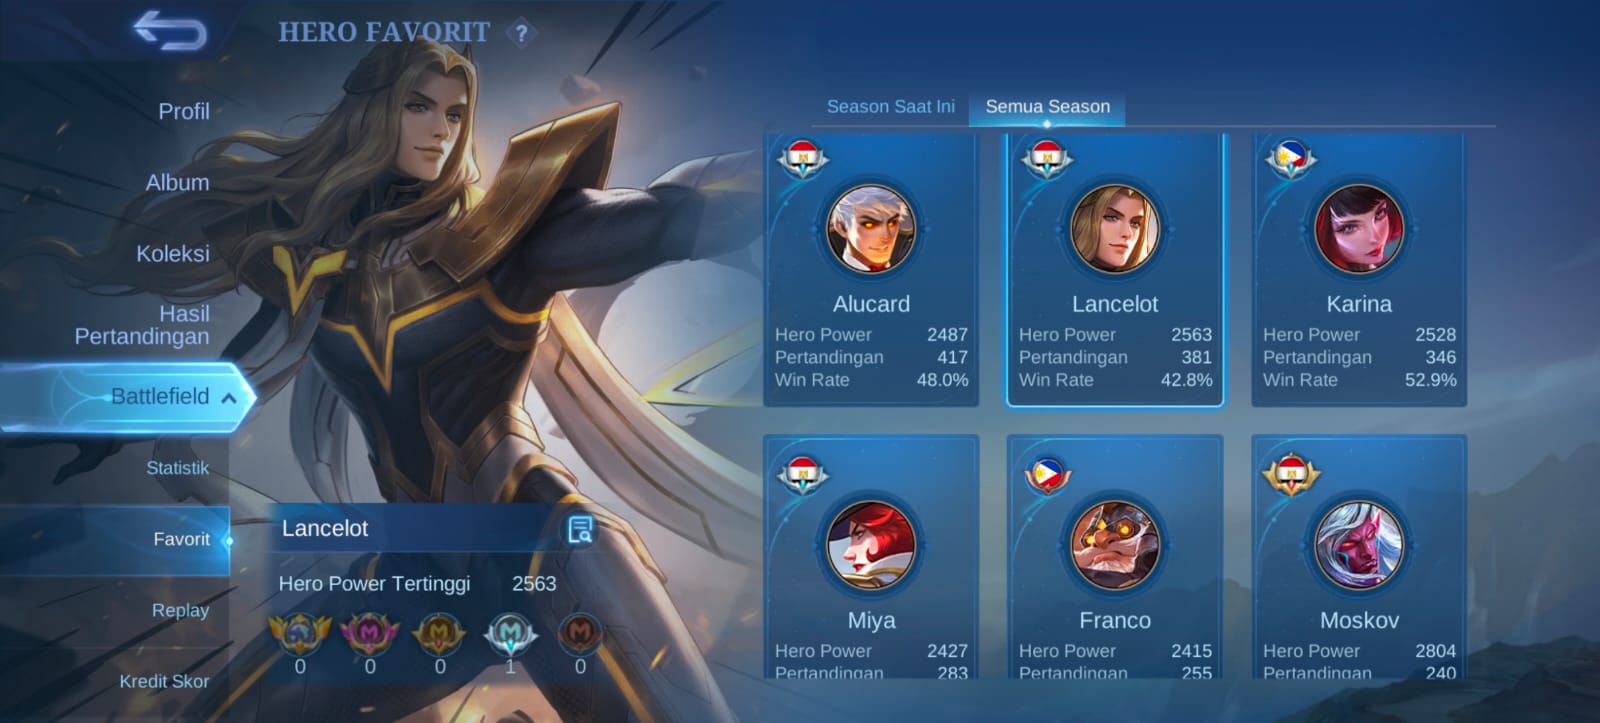 HERO FAVORIT ?
Profil
Album
Koleksi
Hasil
Pertandingan
Battlefield
Statistik
Favorit
Replay
Kredit Skor
Lancelot
Hero Power Tertinggi 2563
0 0 0 1 0
Season Saat Ini Semua Season
Alucard
Hero Power 2487
Pertandingan 417
Win Rate 48.0%
Lancelot
Hero Power 2563
Pertandingan 381
Win Rate 42.8%
Karina
Hero Power 2528
Pertandingan 346
Win Rate 52.9%
Miya
Hero Power 2427
Pertandingan 283
Franco
Hero Power 2415
Pertandingan 255
Moskov
Hero Power 2804
Pertandingan 240